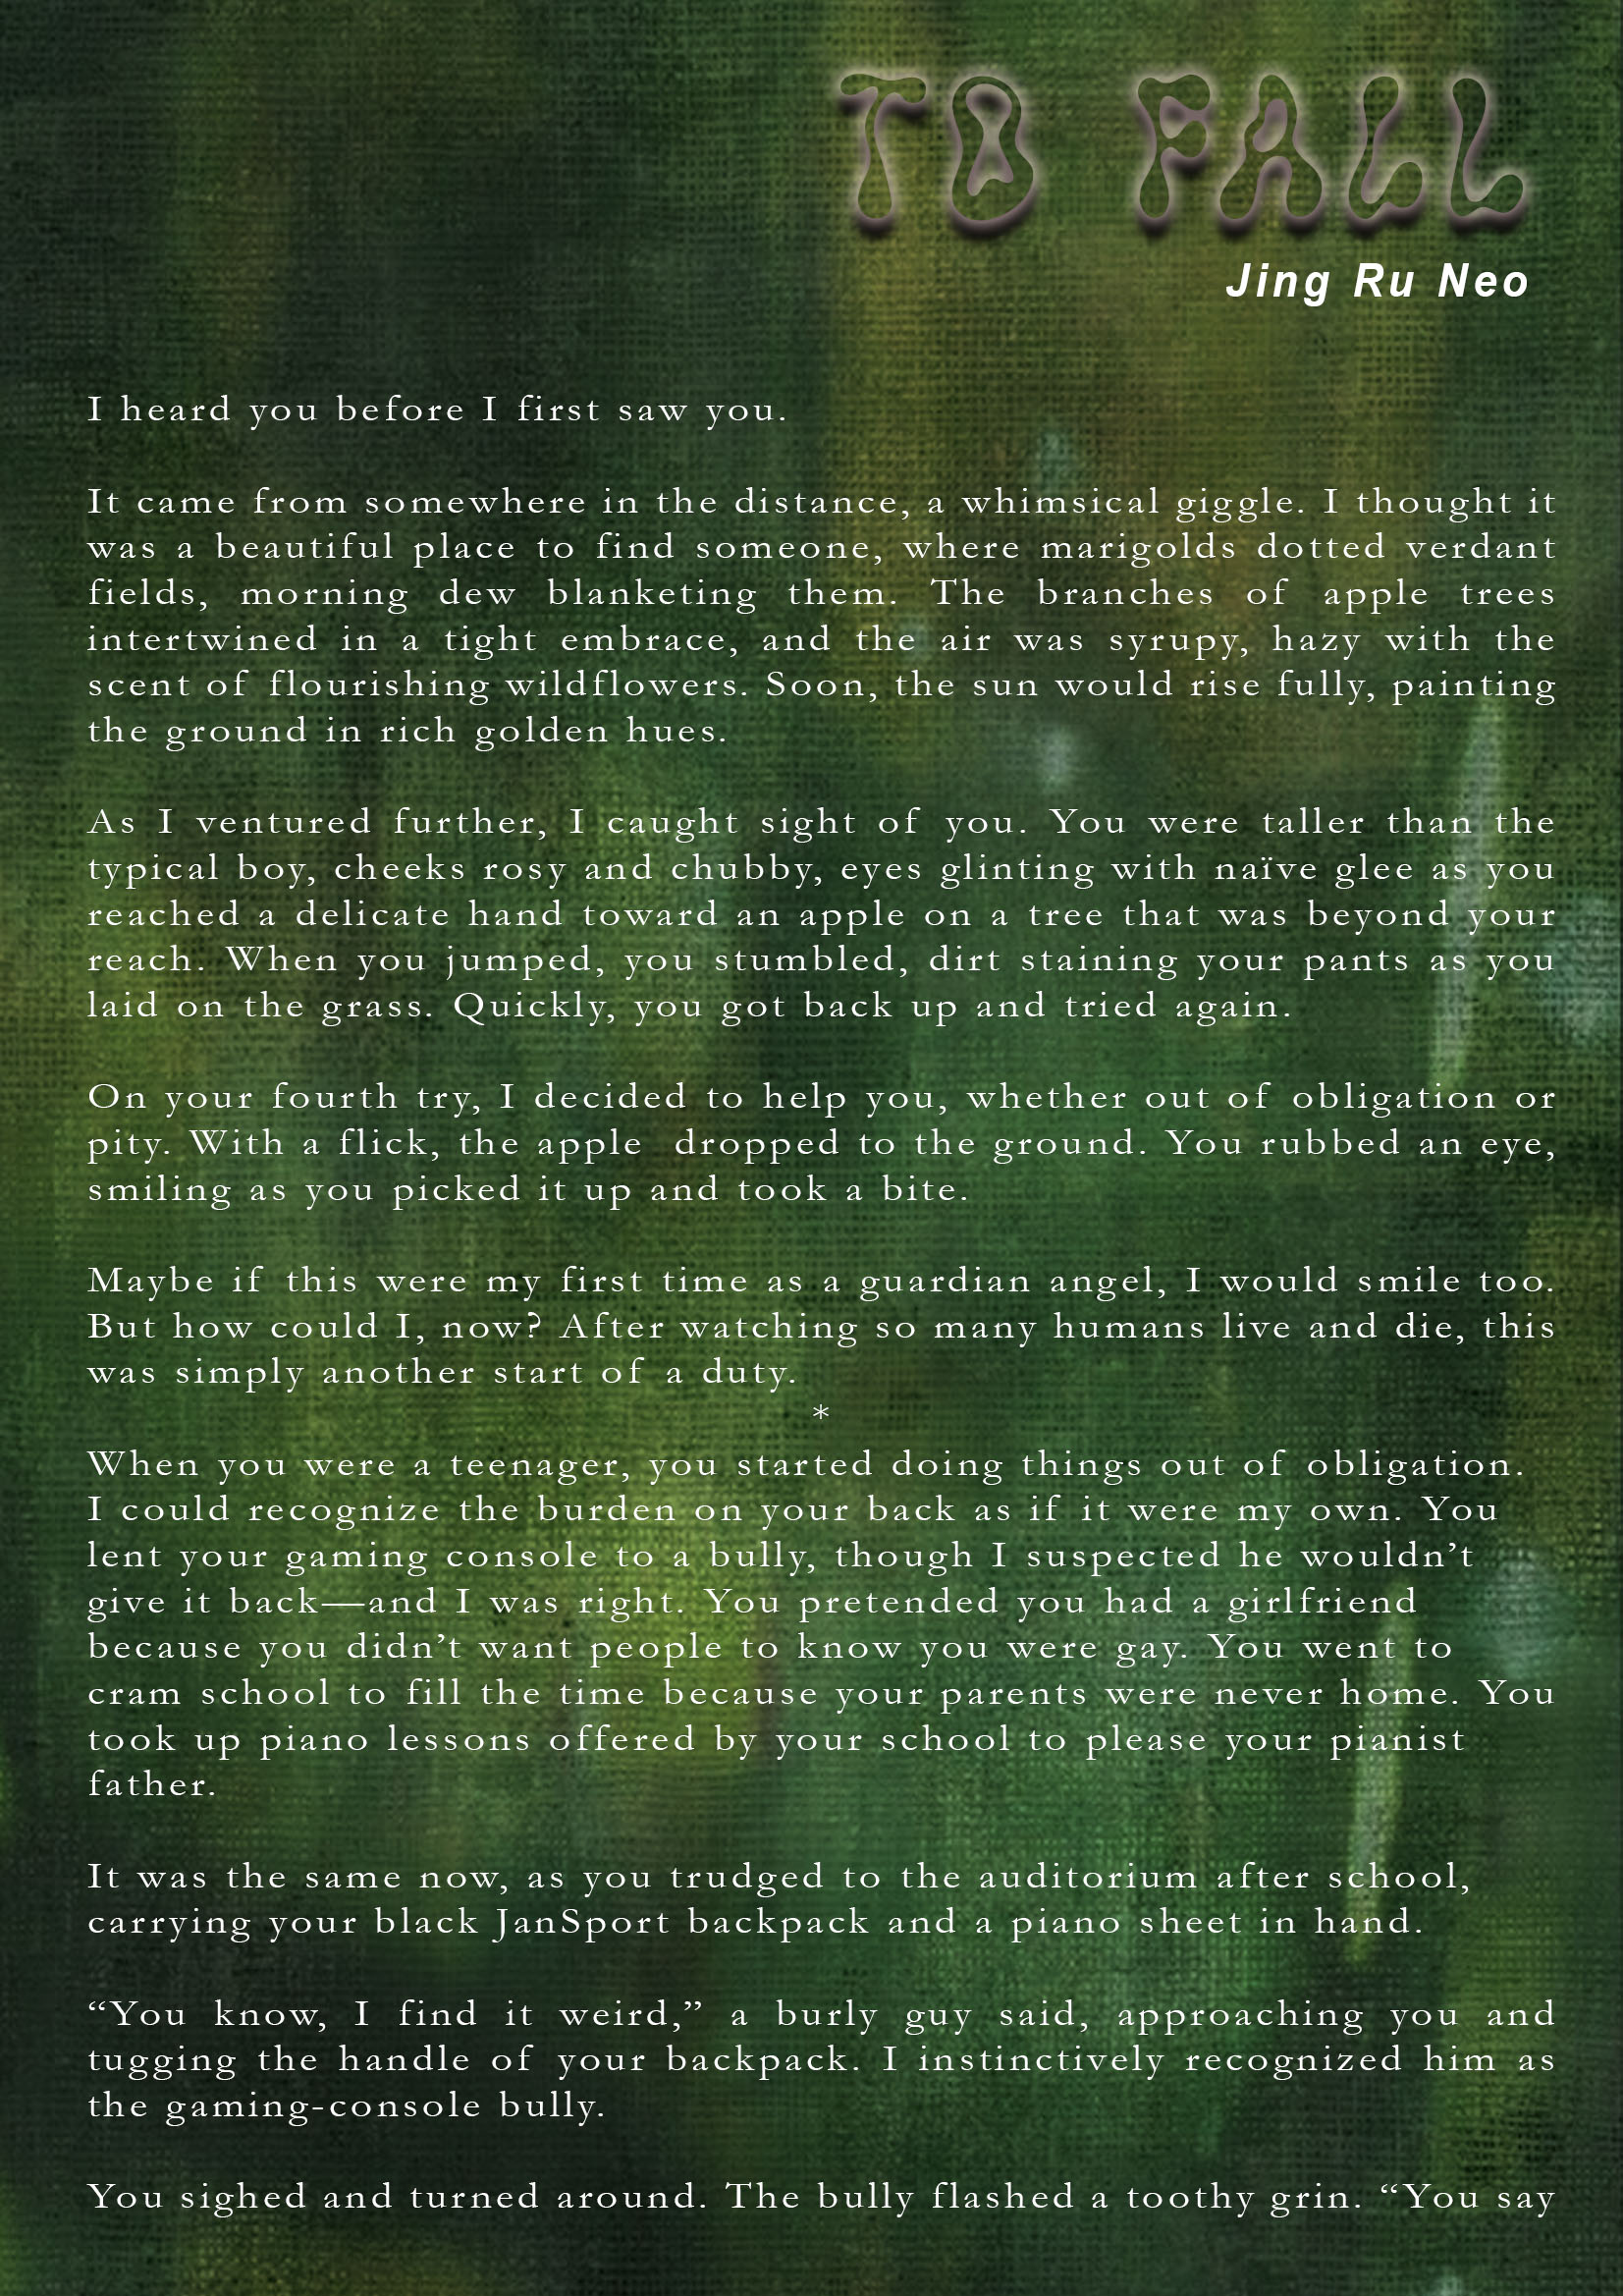 TO FALL
Jing Ru Neo
I heard you before I first saw you.
It came from somewhere in the distance, a whimsical giggle. I thought it
was a beautiful place to find someone, where marigolds dotted verdant
fields, morning dew blanketing them. The branches of apple trees
intertwined in a tight embrace, and the air was syrupy, hazy with the
scent of flourishing wildflowers. Soon, the sun would rise fully, painting
the ground in rich golden hues.
As I ventured further, I caught sight of you. You were taller than the
typical boy, cheeks rosy and chubby, eyes glinting with naïve glee as you
reached a delicate hand toward an apple on a tree that was beyond your
reach. When you jumped, you stumbled, dirt staining your pants as you
laid on the grass. Quickly, you got back up and tried again.
On your fourth try, I decided to help you, whether out of obligation or
pity. With a flick, the apple dropped to the ground. You rubbed an eye,
smiling as you picked it up and took a bite.
Maybe if this were my first time as a guardian angel, I would smile too.
But how could I, now? After watching so many humans live and die, this
was simply another start of a duty.
*
When you were a teenager, you started doing things out of obligation.
I could recognize the burden on your back as if it were my own. You
lent your gaming console to a bully, though I suspected he wouldn’t
give it back—and I was right. You pretended you had a girlfriend
because you didn’t want people to know you were gay. You went to
cram school to fill the time because your parents were never home. You
took up piano lessons offered by your school to please your pianist
father.
It was the same now, as you trudged to the auditorium after school,
carrying your black JanSport backpack and a piano sheet in hand.
“You know, I find it weird,” a burly guy said, approaching you and
tugging the handle of your backpack. I instinctively recognized him as
the gaming-console bully.
You sighed and turned around. The bully flashed a toothy grin. “You say